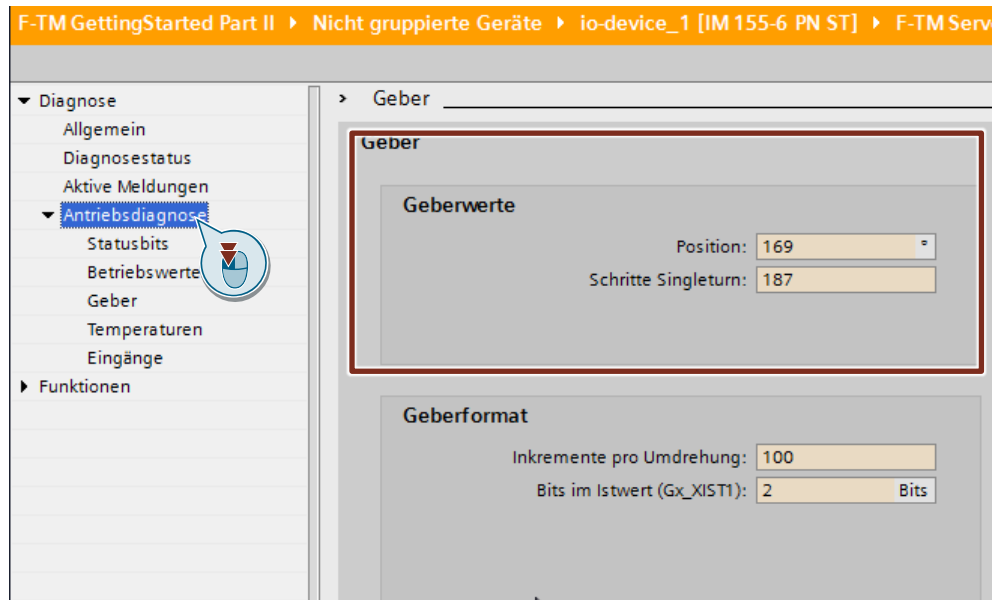 F-TM GettingStarted Part II ▸ Nicht gruppierte Geräte ▸ io-device_1 [IM 155-6 PN ST] ▸ F-TM Serv
Diagnose
Allgemein
Diagnosestatus
Aktive Meldungen
Antriebsdiagnose
Statusbits
Betriebswerte
Geber
Temperaturen
Eingänge
Funktionen
Geber
Geber
Geberwerte
Position: 169 °
Schritte Singleturn: 187
Geberformat
Inkremente pro Umdrehung: 100
Bits im Istwert (Gx_XIST1): 2 Bits